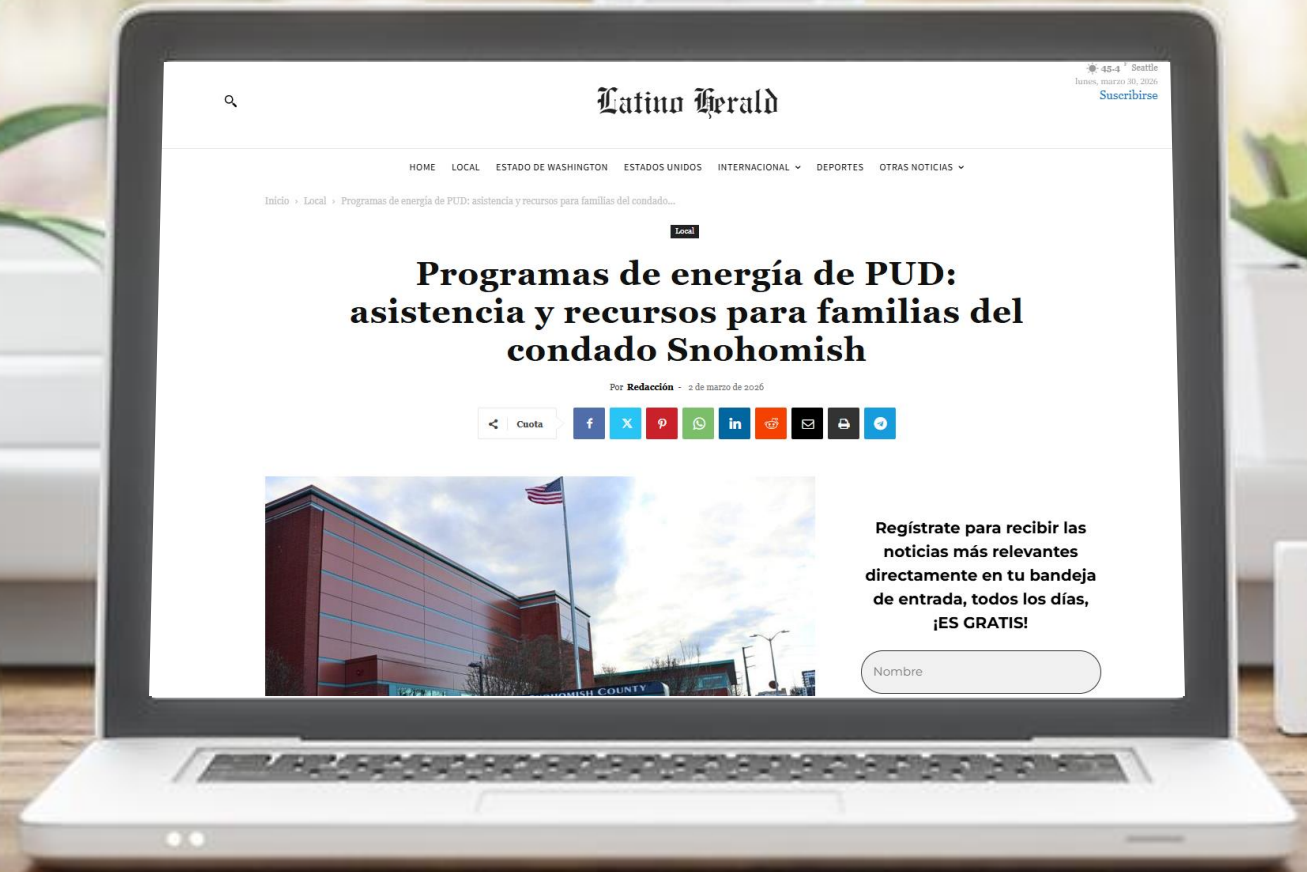 45.4 ° Seattle
lunes, marzo 30, 2026
Suscribirse
Latino Herald
HOME LOCAL ESTADO DE WASHINGTON ESTADOS UNIDOS INTERNACIONAL DEPORTES OTRAS NOTICIAS
Inicio › Local › Programas de energía de PUD: asistencia y recursos para familias del condado...
Local
Programas de energía de PUD:
asistencia y recursos para familias del
condado Snohomish
Por Redacción - 2 de marzo de 2026
Cuota
SNOHOMISH COUNTY
Regístrate para recibir las
noticias más relevantes
directamente en tu bandeja
de entrada, todos los días,
¡ES GRATIS!
Nombre